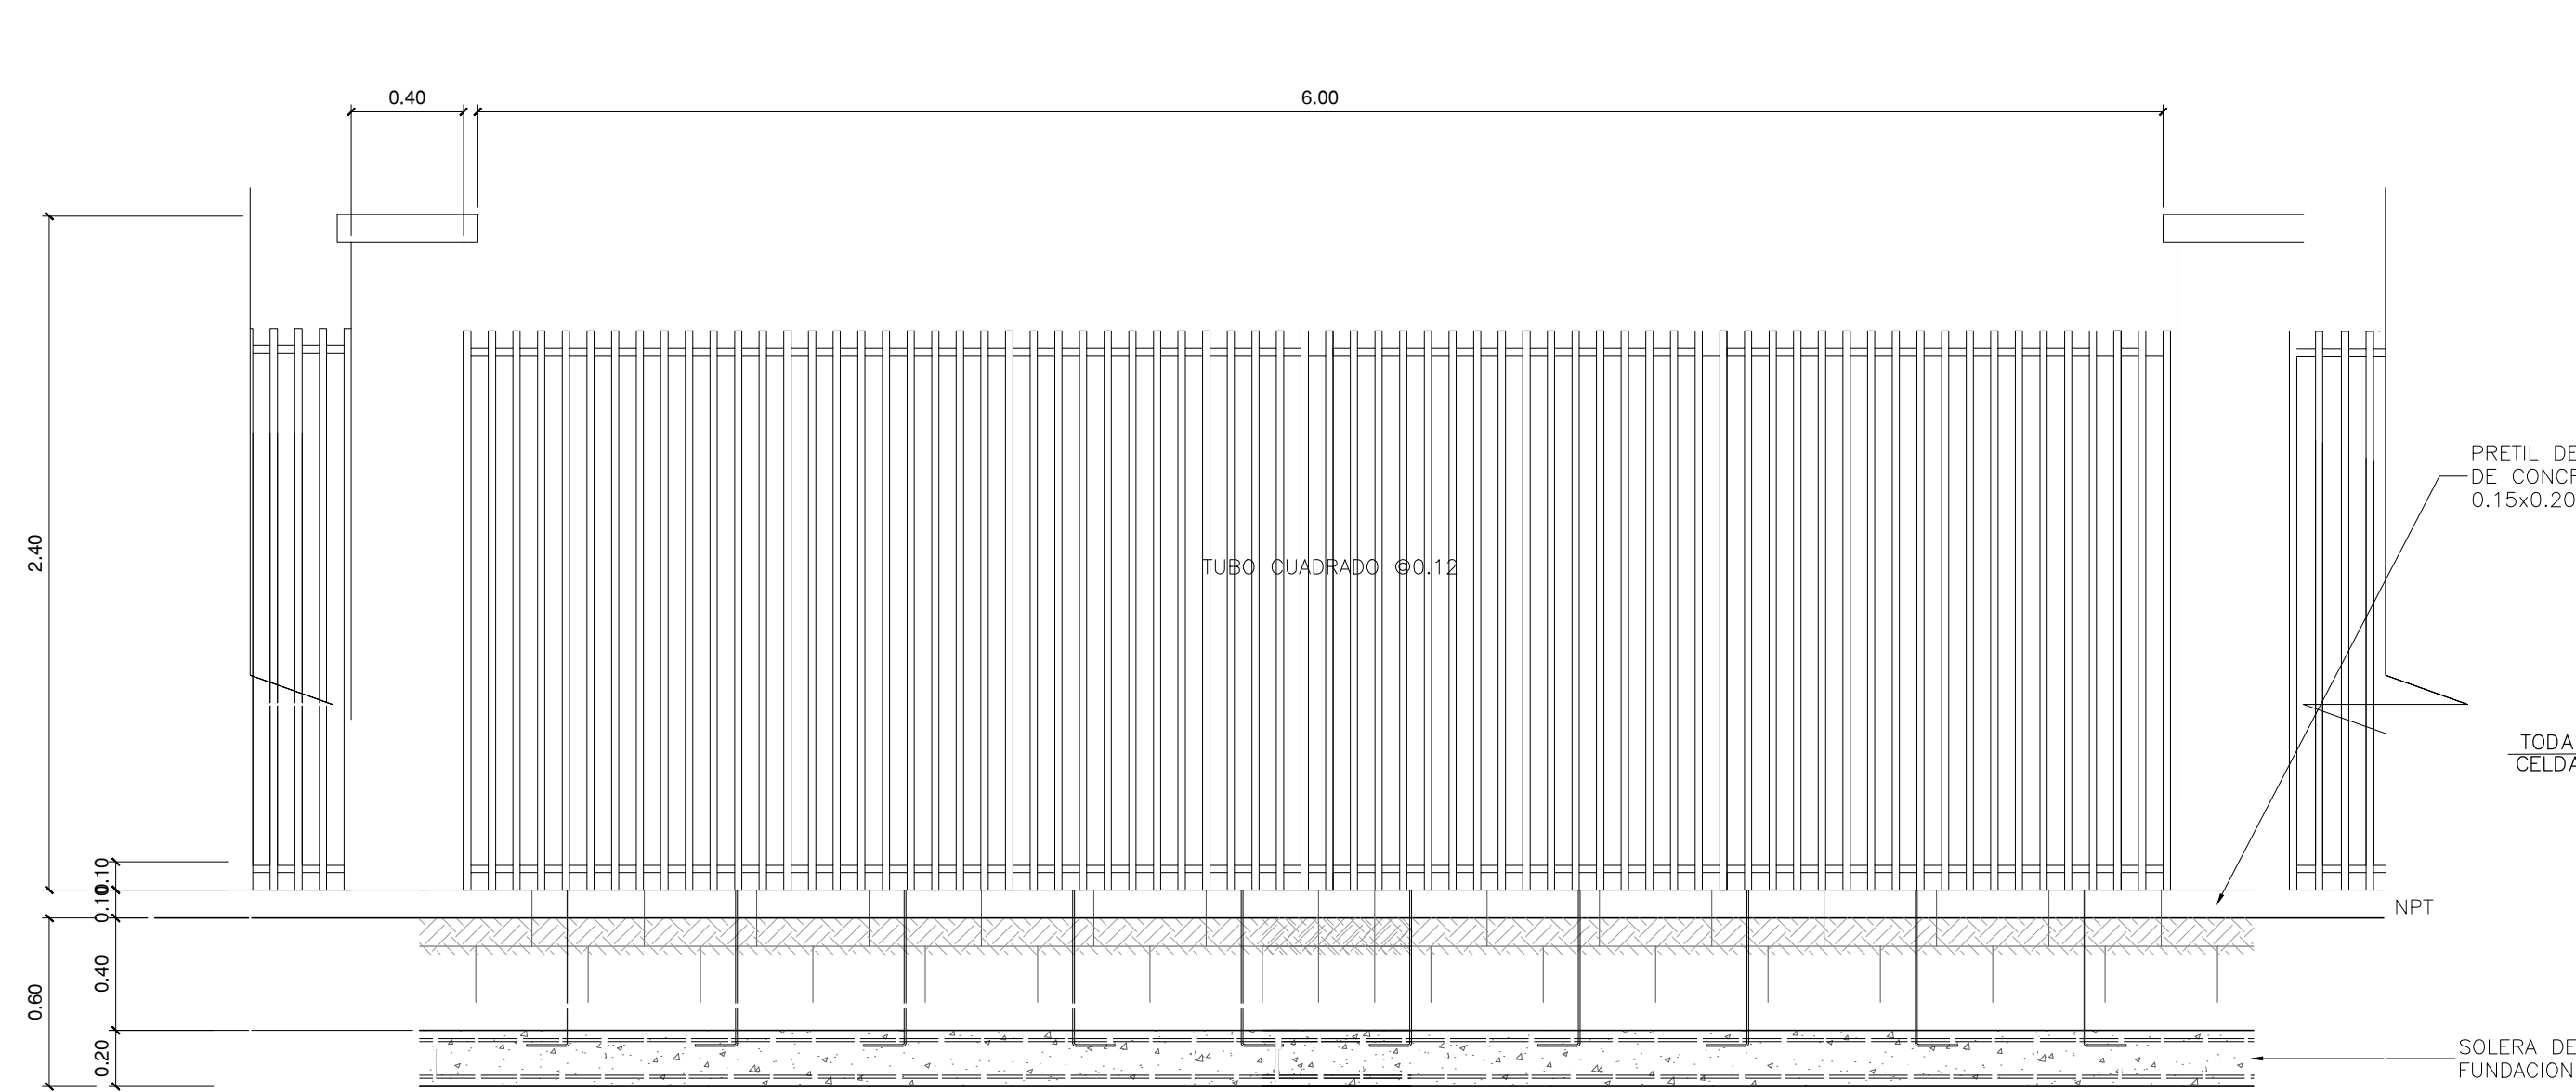 0.40
6.00
2.40
PRETIL DE
DE CONCR
0.15x0.20
TUBO CUADRADO @0.12
TODA
CELDA
0.10
0.10
NPT
0.40
0.60
0.20
SOLERA DE
FUNDACION